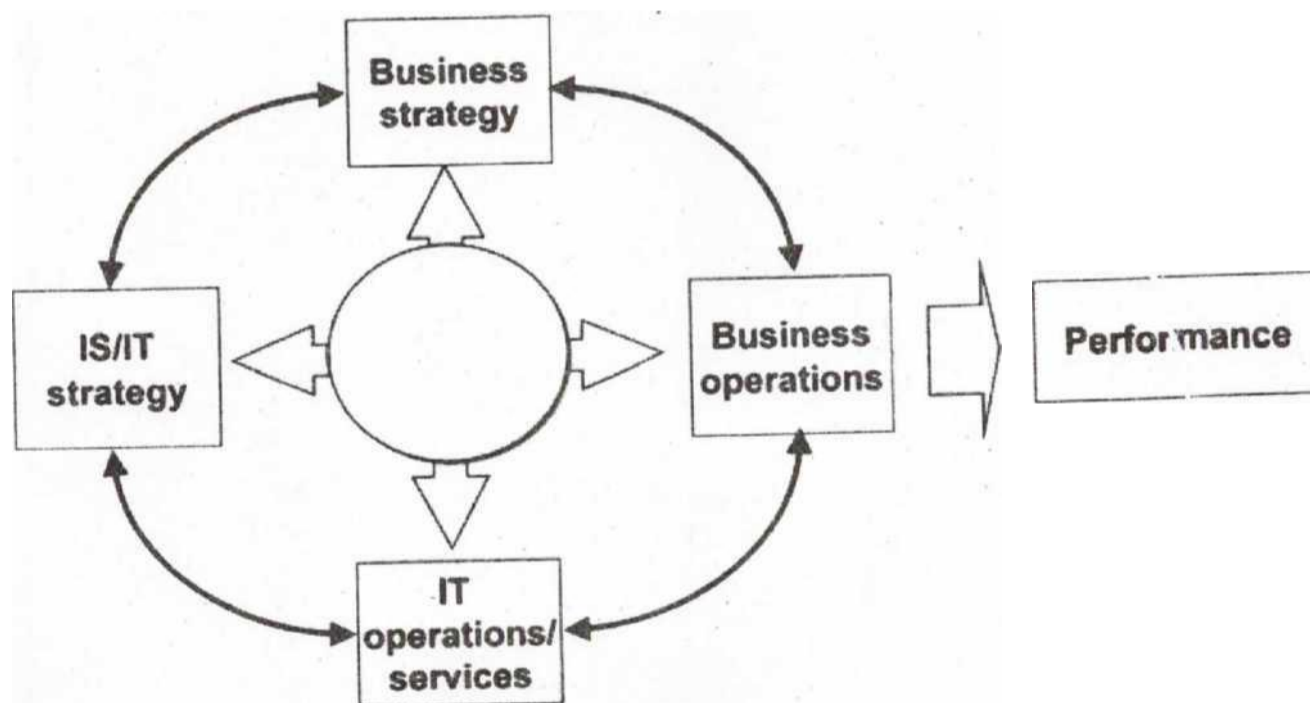 Business
strategy
IS/IT
strategy
Business
operations
Performance
IT
operations/
services